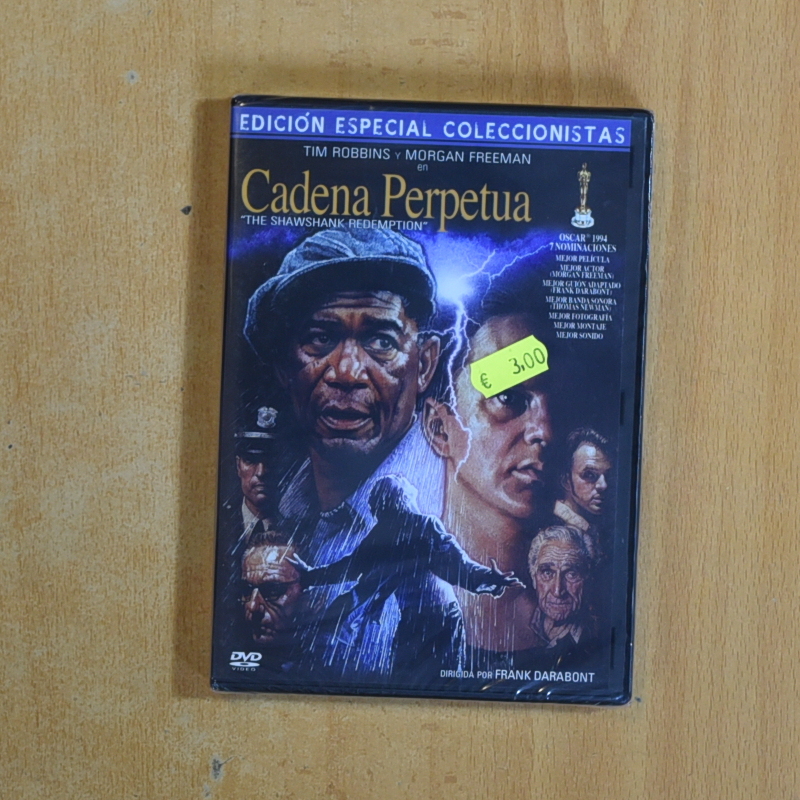 EDICIÓN ESPECIAL COLECCIONISTAS
TIM ROBBINS Y MORGAN FREEMAN
en
Cadena Perpetua
"THE SHAWSHANK REDEMPTION"
OSCAR® 1994
7 NOMINACIONES
MEJOR PELÍCULA
MEJOR ACTOR
(MORGAN FREEMAN)
MEJOR GUION ADAPTADO
(FRANK DARABONT)
MEJOR BANDA SONORA
(THOMAS NEWMAN)
MEJOR FOTOGRAFÍA
MEJOR MONTAJE
MEJOR SONIDO
€ 3,00
DVD
VIDEO
DIRIGIDA POR FRANK DARABONT